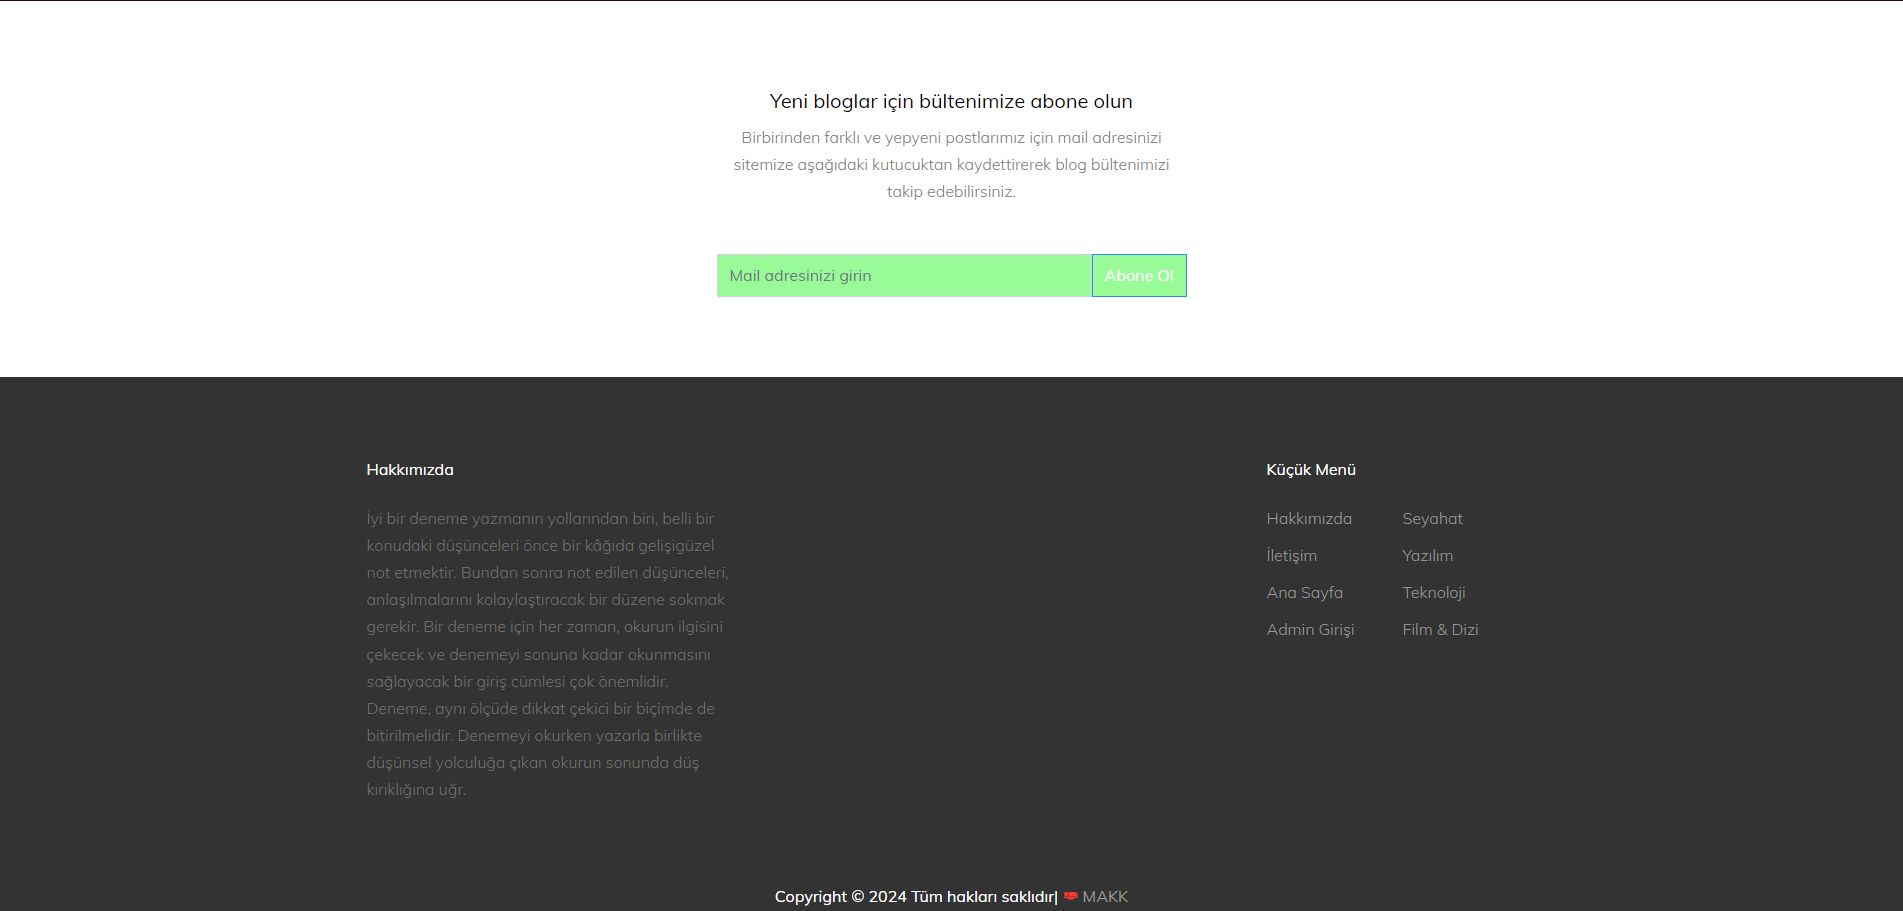 Yeni bloglar için bültenimize abone olun
Birbirinden farklı ve yepyeni postlarımız için mail adresinizi
sitemize aşağıdaki kutucuktan kaydettirerek blog bültenimizi
takip edebilirsiniz.
Mail adresinizi girin
Abone Ol
Hakkımızda
İyi bir deneme yazmanın yollarından biri, belli bir
konudaki düşünceleri önce bir kâğıda gelişigüzel
not etmektir. Bundan sonra not edilen düşünceleri,
anlaşılmalarını kolaylaştıracak bir düzene sokmak
gerekir. Bir deneme için her zaman, okurun ilgisini
çekecek ve denemeyi sonuna kadar okunmasını
sağlayacak bir giriş cümlesi çok önemlidir.
Deneme, aynı ölçüde dikkat çekici bir biçimde de
bitirilmelidir. Denemeyi okurken yazarla birlikte
düşünsel yolculuğa çıkan okurun sonunda düş
kırıklığına uğr.
Küçük Menü
Hakkımızda
İletişim
Ana Sayfa
Admin Girişi
Seyahat
Yazılım
Teknoloji
Film & Dizi
Copyright © 2024 Tüm hakları saklıdır| MAKK